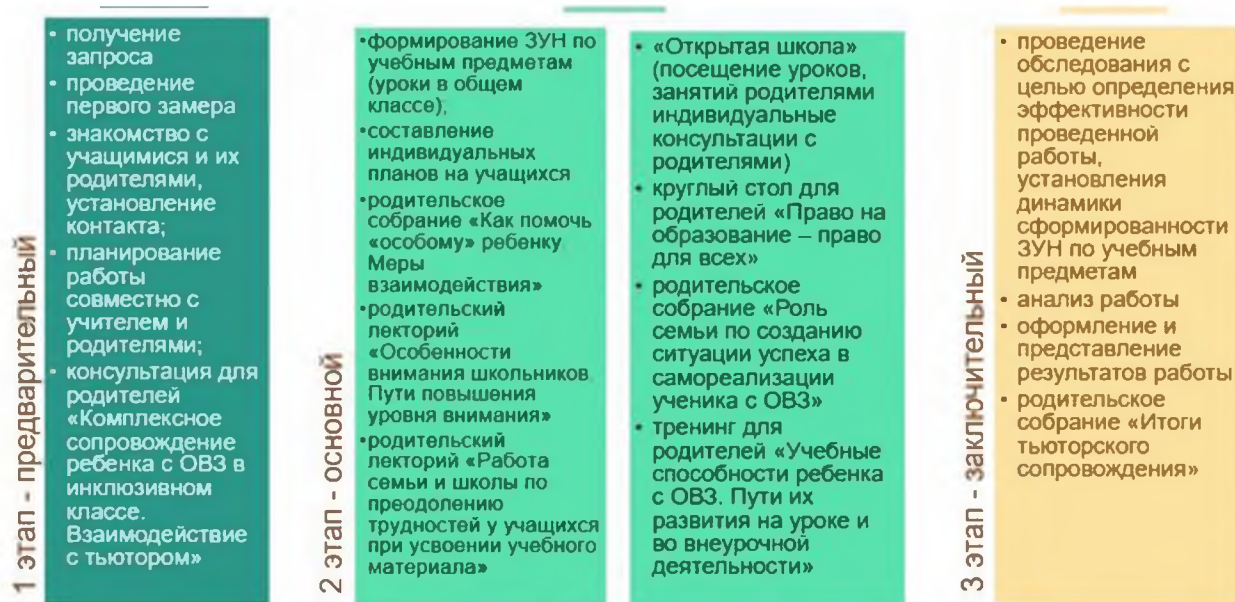 1 этап - предварительный
• получение
запроса
• проведение
первого замера
• знакомство с
учащимися и их
родителями,
установление
контакта;
• планирование
работы
совместно с
учителем и
родителями;
• консультация для
родителей
«Комплексное
сопровождение
ребенка с ОВЗ в
инклюзивном
классе.
Взаимодействие
с тьютором»
2 этап - основной
•формирование ЗУН по
учебным предметам
(уроки в общем
классе);
•составление
индивидуальных
планов на учащихся
•родительское
собрание «Как помочь
«особому» ребенку
Меры
взаимодействия»
•родительский
лекторий
«Особенности
внимания школьников.
Пути повышения
уровня внимания»
•родительский
лекторий «Работа
семьи и школы по
преодолению
трудностей у учащихся
при усвоении учебного
материала»
• «Открытая школа»
(посещение уроков,
занятий родителями
индивидуальные
консультации с
родителями)
• круглый стол для
родителей «Право на
образование – право
для всех»
• родительское
собрание «Роль
семьи по созданию
ситуации успеха в
самореализации
ученика с ОВЗ»
• тренинг для
родителей «Учебные
способности ребенка
с ОВЗ. Пути их
развития на уроке и
во внеурочной
деятельности»
3 этап - заключительный
• проведение
обследования с
целью определения
эффективности
проведенной
работы,
установления
динамики
сформированности
ЗУН по учебным
предметам
• анализ работы
• оформление и
представление
результатов работы
• родительское
собрание «Итоги
тьюторского
сопровождения»